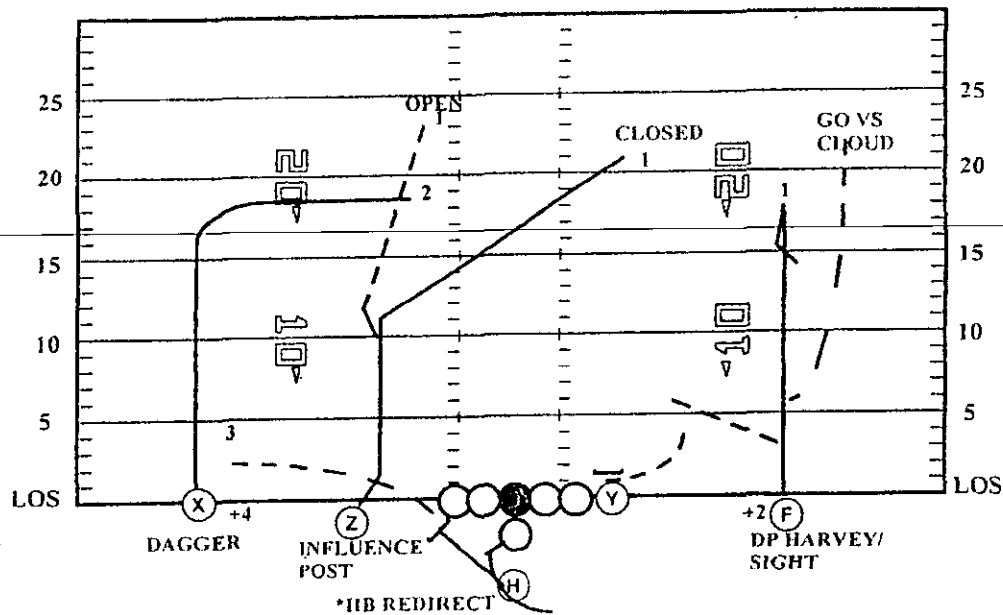 25 25
OPEN
1
GO VS
CLOUD
CLOSED
1
20 20
20 20
2
1
15 15
10 10
10 10
5 5
3
LOS LOS
X +4 Z Y +2 F
DAGGER
INFLUENCE
POST
DP HARVEY/
SIGHT
*HB REDIRECT H